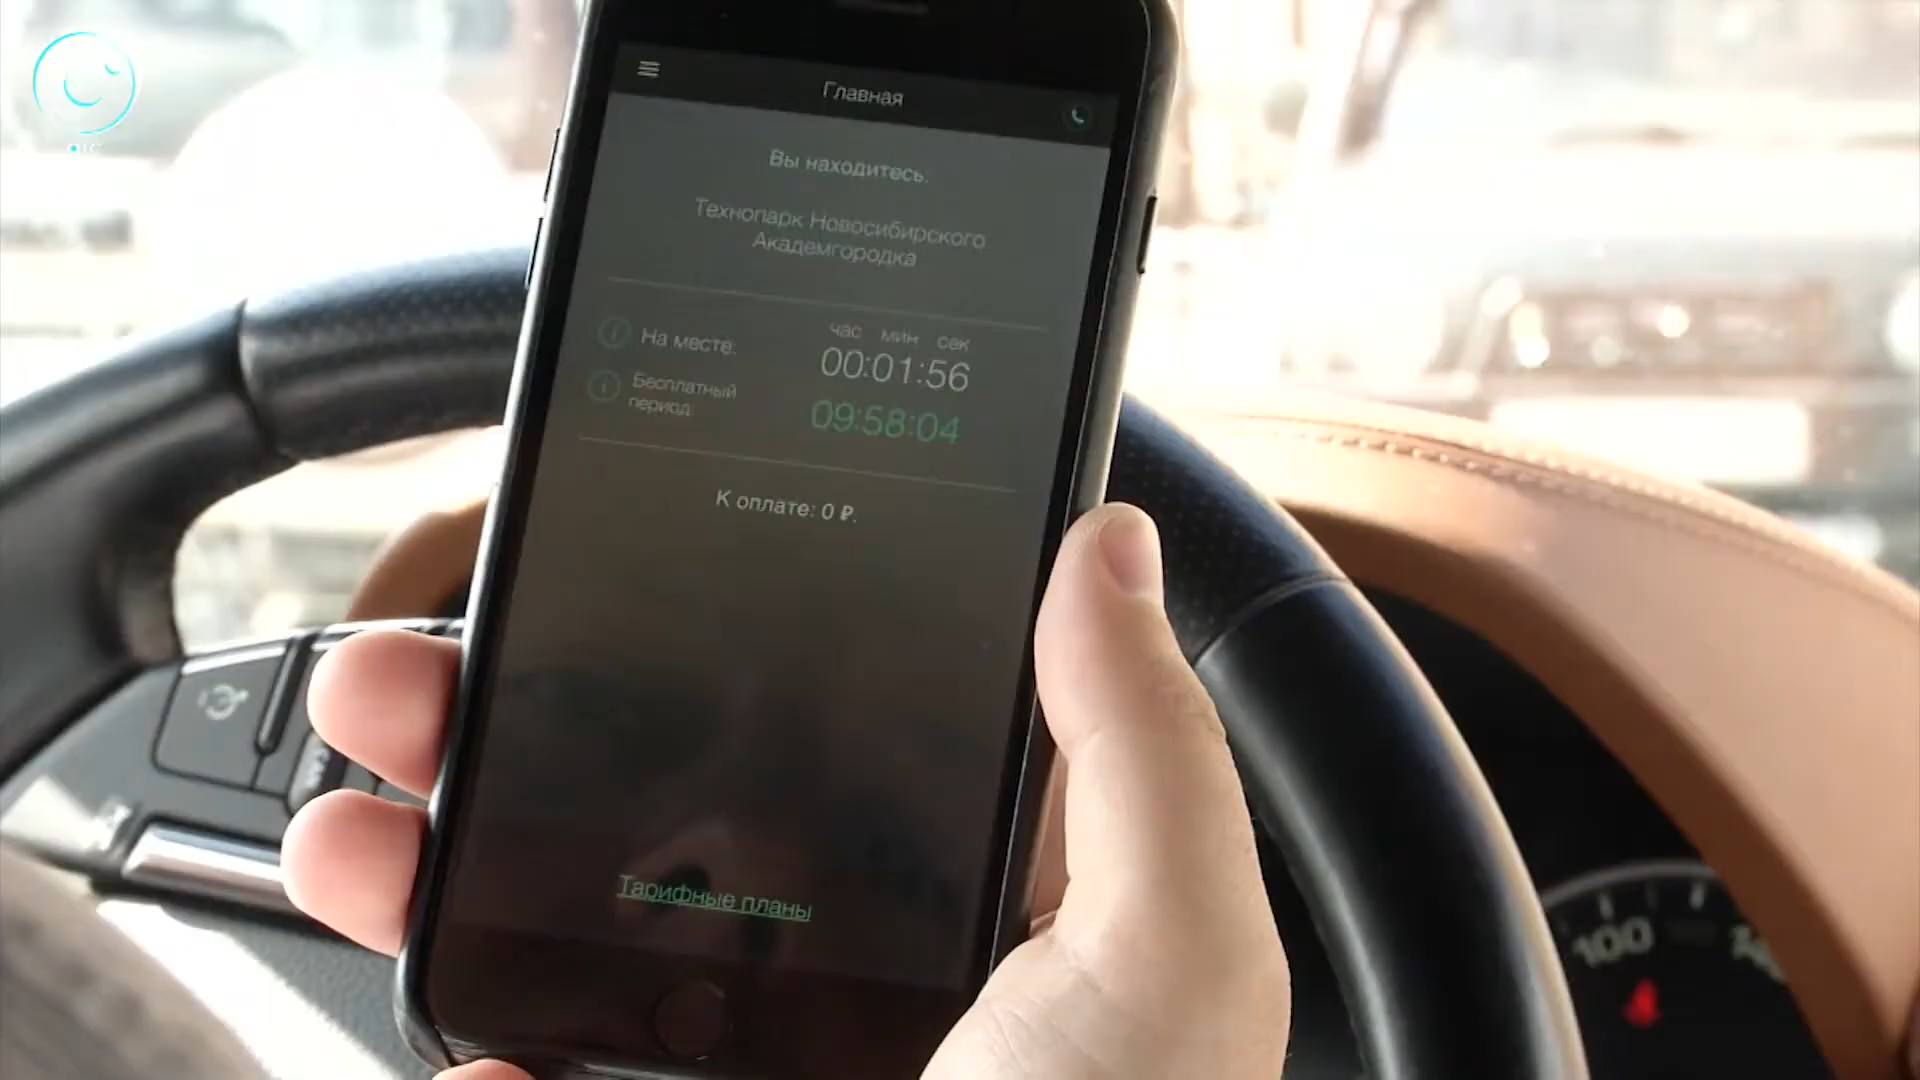 Главная
Вы находитесь:
Технопарк Новосибирского
Академгородка
час мин сек
На месте: 00:01:56
Бесплатный
период: 09:58:04
К оплате: 0 ₽.
Тарифные планы
100